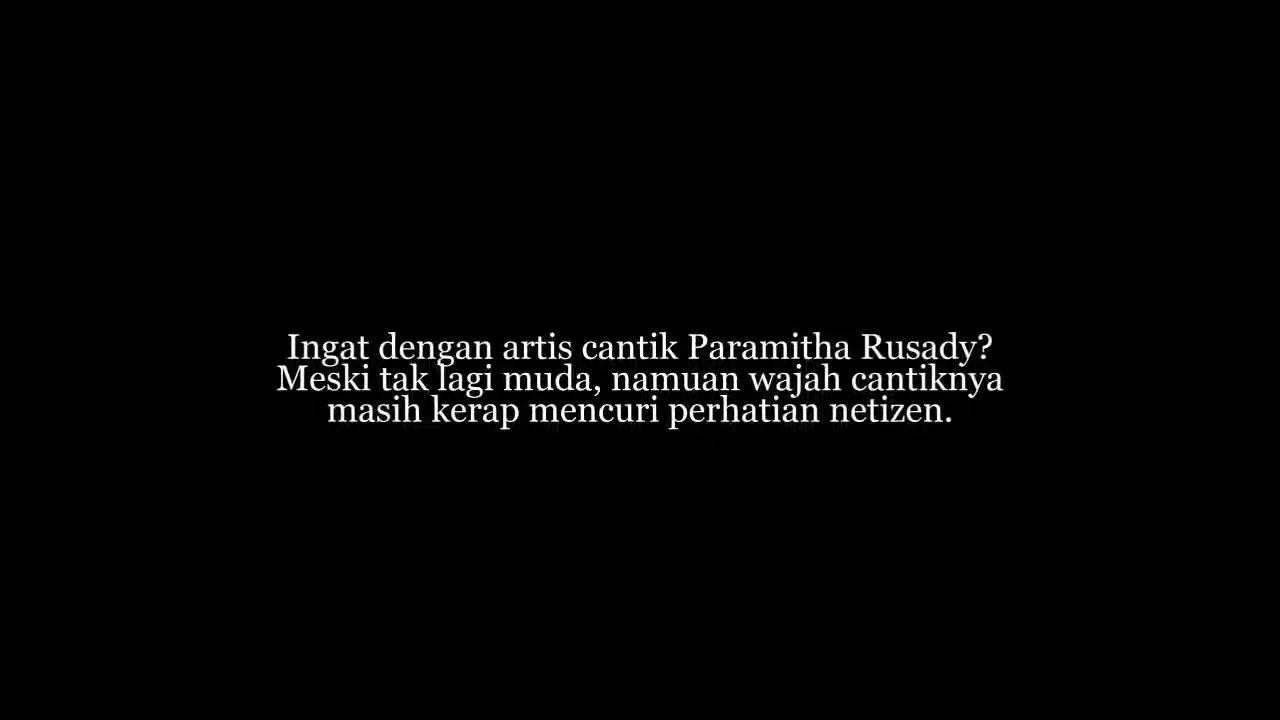 Ingat dengan artis cantik Paramitha Rusady?
Meski tak lagi muda, namuan wajah cantiknya
masih kerap mencuri perhatian netizen.